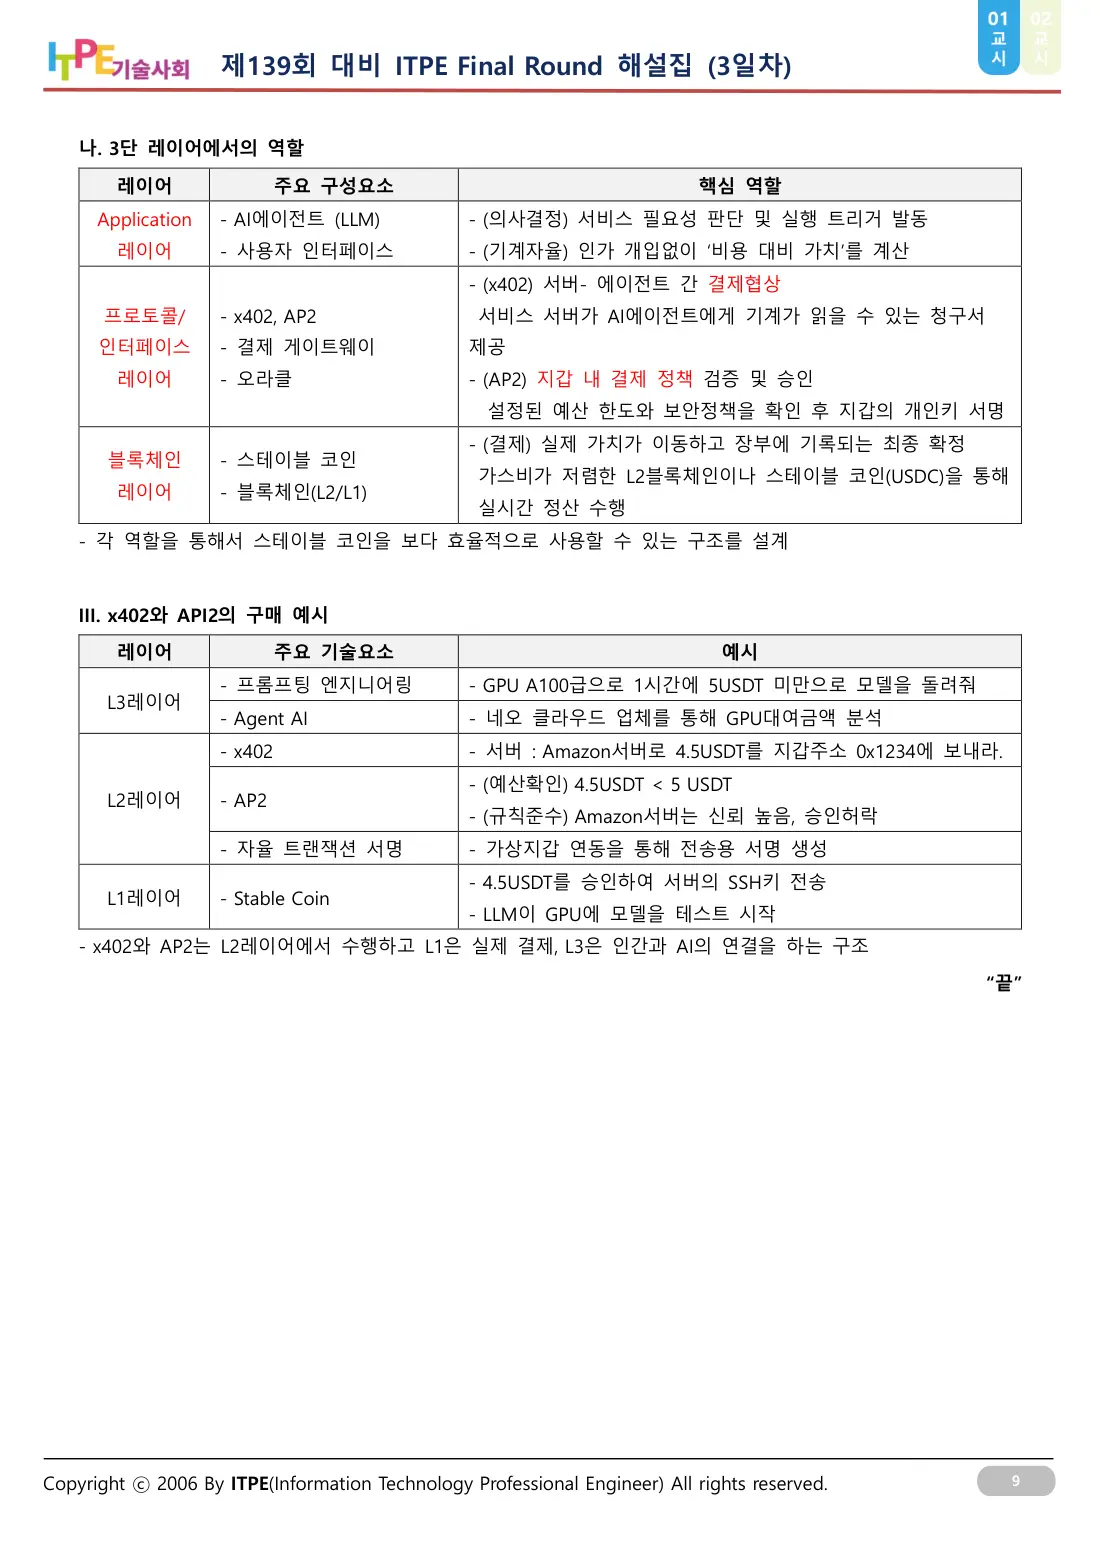 ITPE기술사회 제139회 대비 ITPE Final Round 해설집 (3일차)
01 교 시
02 교 시
나. 3단 레이어에서의 역할
레이어 주요 구성요소 핵심 역할
Application 레이어
- AI에이전트 (LLM)
- 사용자 인터페이스
- (의사결정) 서비스 필요성 판단 및 실행 트리거 발동
- (기계자율) 인가 개입없이 ‘비용 대비 가치’를 계산
프로토콜/
인터페이스
레이어
- x402, AP2
- 결제 게이트웨이
- 오라클
- (x402) 서버- 에이전트 간 결제협상
서비스 서버가 AI에이전트에게 기계가 읽을 수 있는 청구서
제공
- (AP2) 지갑 내 결제 정책 검증 및 승인
설정된 예산 한도와 보안정책을 확인 후 지갑의 개인키 서명
블록체인
레이어
- 스테이블 코인
- 블록체인(L2/L1)
- (결제) 실제 가치가 이동하고 장부에 기록되는 최종 확정
가스비가 저렴한 L2블록체인이나 스테이블 코인(USDC)을 통해
실시간 정산 수행
- 각 역할을 통해서 스테이블 코인을 보다 효율적으로 사용할 수 있는 구조를 설계
III. x402와 API2의 구매 예시
레이어 주요 기술요소 예시
L3레이어
- 프롬프팅 엔지니어링
- GPU A100급으로 1시간에 5USDT 미만으로 모델을 돌려줘
- Agent AI
- 네오 클라우드 업체를 통해 GPU대여금액 분석
L2레이어
- x402
- 서버 : Amazon서버로 4.5USDT를 지갑주소 0x1234에 보내라.
- AP2
- (예산확인) 4.5USDT < 5 USDT
- (규칙준수) Amazon서버는 신뢰 높음, 승인허락
- 자율 트랜잭션 서명
- 가상지갑 연동을 통해 전송용 서명 생성
L1레이어
- Stable Coin
- 4.5USDT를 승인하여 서버의 SSH키 전송
- LLM이 GPU에 모델을 테스트 시작
- x402와 AP2는 L2레이어에서 수행하고 L1은 실제 결제, L3은 인간과 AI의 연결을 하는 구조
“끝”
Copyright ⓒ 2006 By ITPE(Information Technology Professional Engineer) All rights reserved.
9